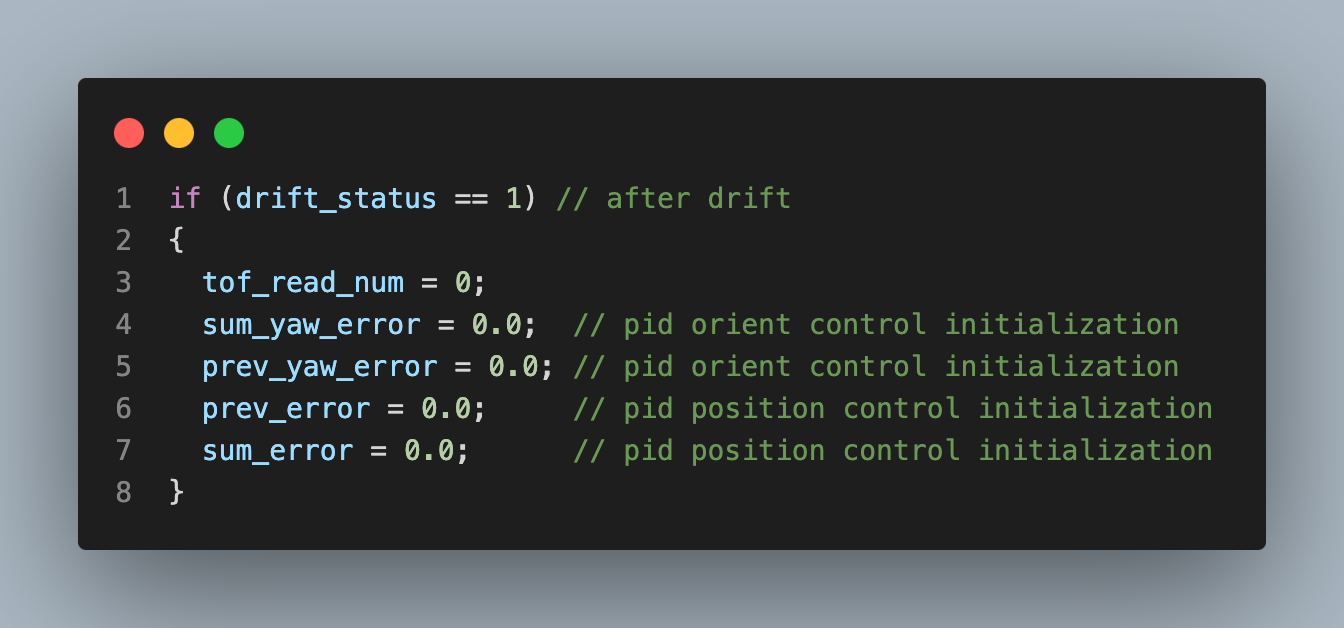 1 if (drift_status == 1) // after drift
2 {
3   tof_read_num = 0;
4   sum_yaw_error = 0.0;  // pid orient control initialization
5   prev_yaw_error = 0.0; // pid orient control initialization
6   prev_error = 0.0;     // pid position control initialization
7   sum_error = 0.0;      // pid position control initialization
8 }